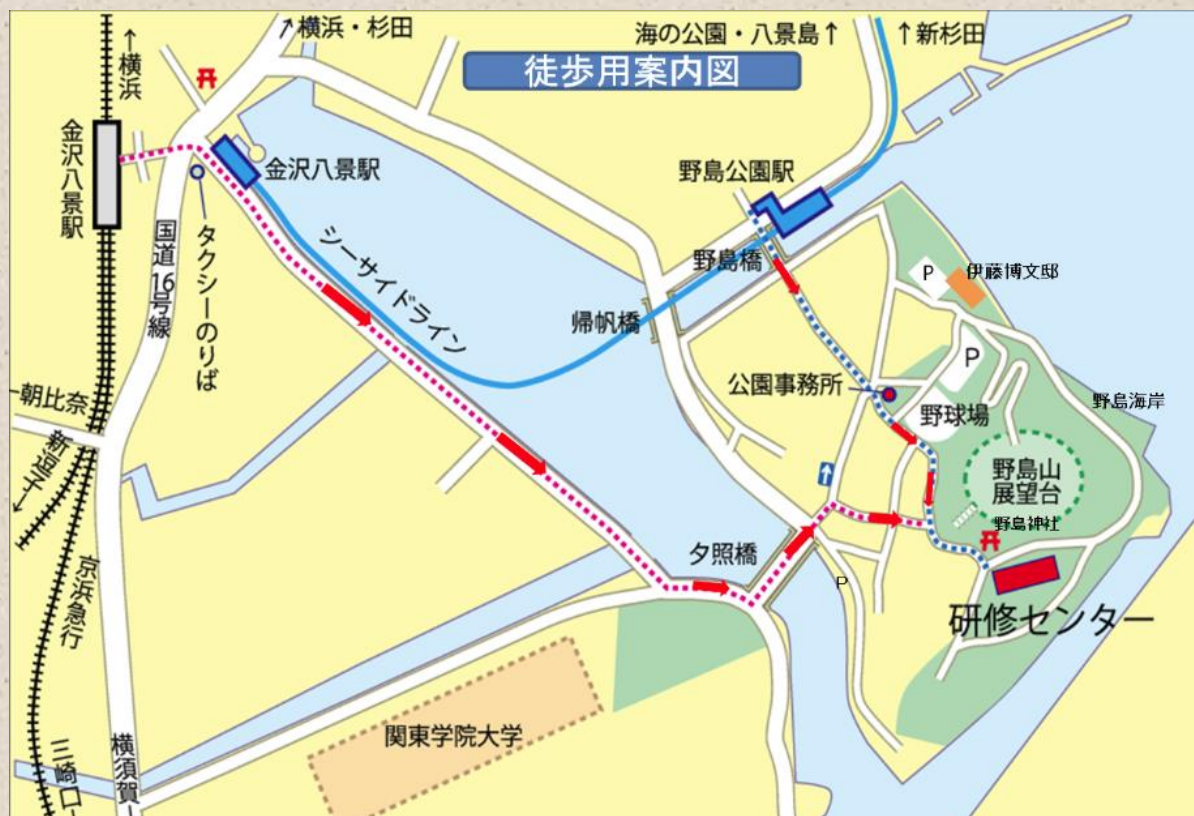 ↗横浜・杉田
海の公園・八景島↑
↑新杉田
←横浜
徒歩用案内図
金沢八景駅
金沢八景駅
野島公園駅
国道16号線
タクシーのりば
シーサイドライン
野島橋
P
伊藤博文邸
帰帆橋
P
公園事務所
野球場
野島海岸
朝比奈
新逗子
野島山
展望台
野島神社
夕照橋
P
京浜急行
研修センター
関東学院大学
横須賀
三崎口